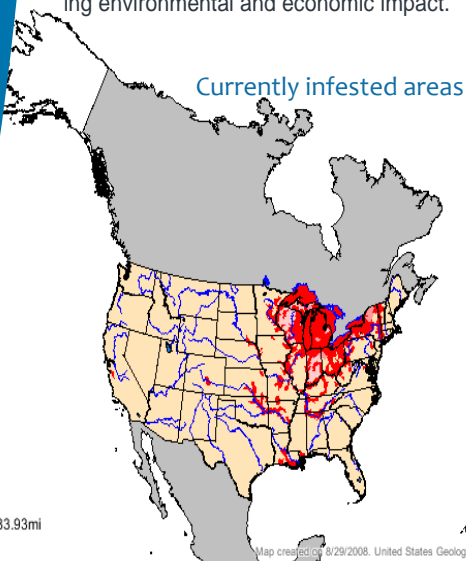 ing environmental and economic impact.
Currently infested areas
33.93mi
Map created on 8/29/2008. United States Geolog